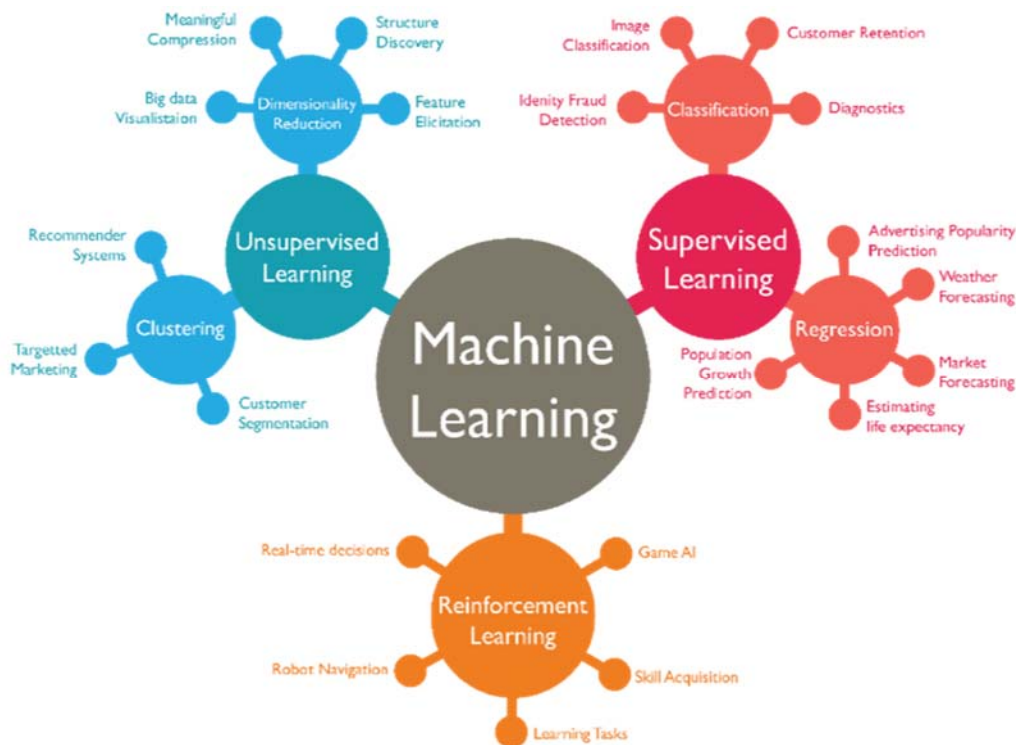 Meaningful
Compression
Structure
Discovery
Big data
Visualistaion
Dimensionality
Reduction
Feature
Elicitation
Unsupervised
Learning
Recommender
Systems
Clustering
Targetted
Marketing
Customer
Segmentation
Image
Classification
Customer Retention
Idenity Fraud
Detection
Classification
Diagnostics
Supervised
Learning
Advertising Popularity
Prediction
Weather
Forecasting
Regression
Population
Growth
Prediction
Market
Forecasting
Estimating
life expectancy
Machine
Learning
Real-time decisions
Game AI
Reinforcement
Learning
Robot Navigation
Skill Acquisition
Learning Tasks